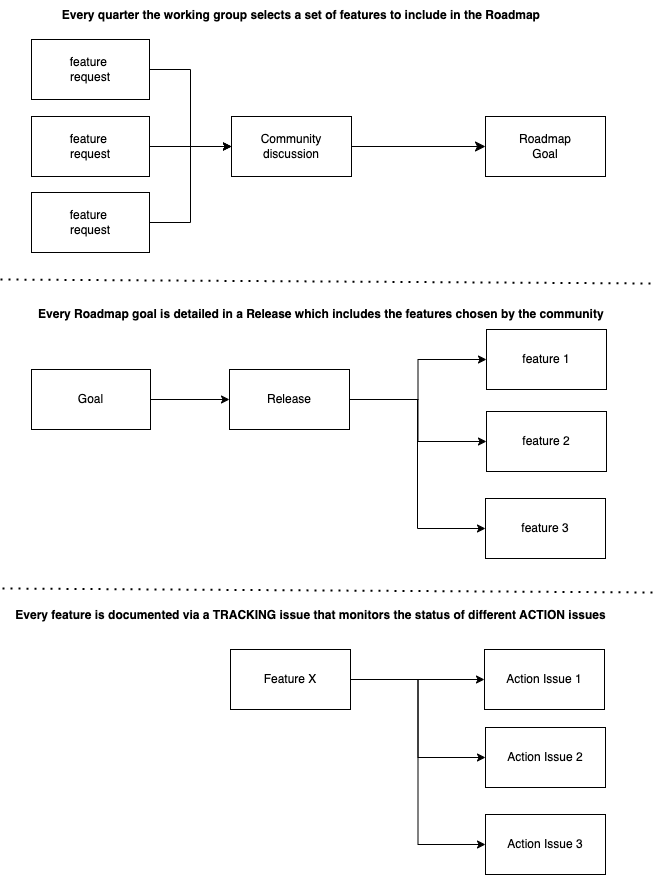 Every quarter the working group selects a set of features to include in the Roadmap
feature
request
feature
request
Community
discussion
Roadmap
Goal
feature
request
Every Roadmap goal is detailed in a Release which includes the features chosen by the community
feature 1
Goal
Release
feature 2
feature 3
Every feature is documented via a TRACKING issue that monitors the status of different ACTION issues
Feature X
Action Issue 1
Action Issue 2
Action Issue 3